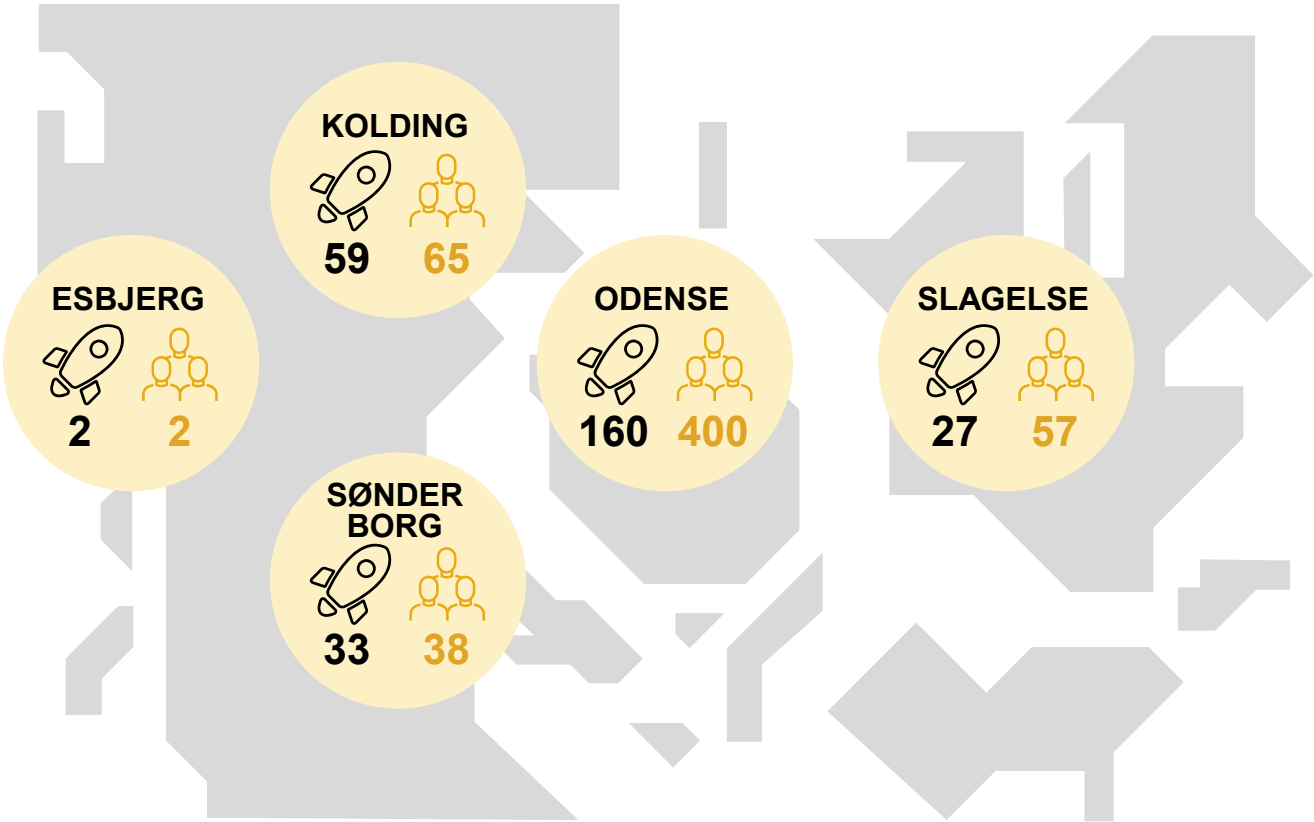 KOLDING
59 65
ESBJERG
2 2
ODENSE
160 400
SLAGELSE
27 57
SØNDER
BORG
33 38